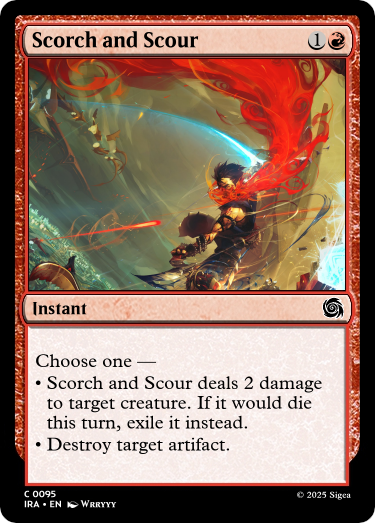 Scorch and Scour 1
Instant
Choose one —
• Scorch and Scour deals 2 damage
to target creature. If it would die
this turn, exile it instead.
• Destroy target artifact.
C 0095
IRA • EN Wrryyy
© 2025 Sigea